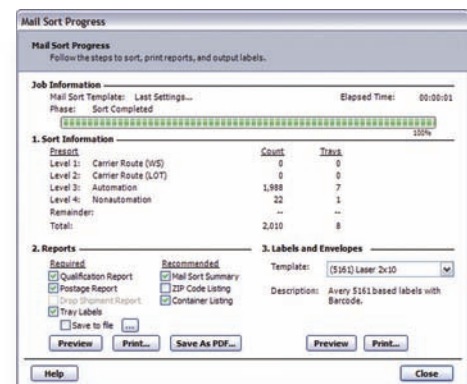 Mail Sort Progress
Mail Sort Progress
Follow the steps to sort, print reports, and output labels.
Job Information
Mail Sort Template: Last Settings... Elapsed Time: 00:00:01
Phase: Sort Completed
100%
1. Sort Information
Presort Count Trays
Level 1: Carrier Route (WS) 0 0
Level 2: Carrier Route (LOT) 0 0
Level 3: Automation 1,988 7
Level 4: Nonautomation 22 1
Remainder: -- --
Total: 2,010 8
2. Reports 3. Labels and Envelopes
Required Recommended
Qualification Report Mail Sort Summary Template: (5161) Laser 2x10
Postage Report ZIP Code Listing
Drop Shipment Report Container Listing Description: Avery 5161 based labels with Barcode.
Tray Labels
Save to file ...
Preview Print... Save As PDF... Preview Print...
Help Close